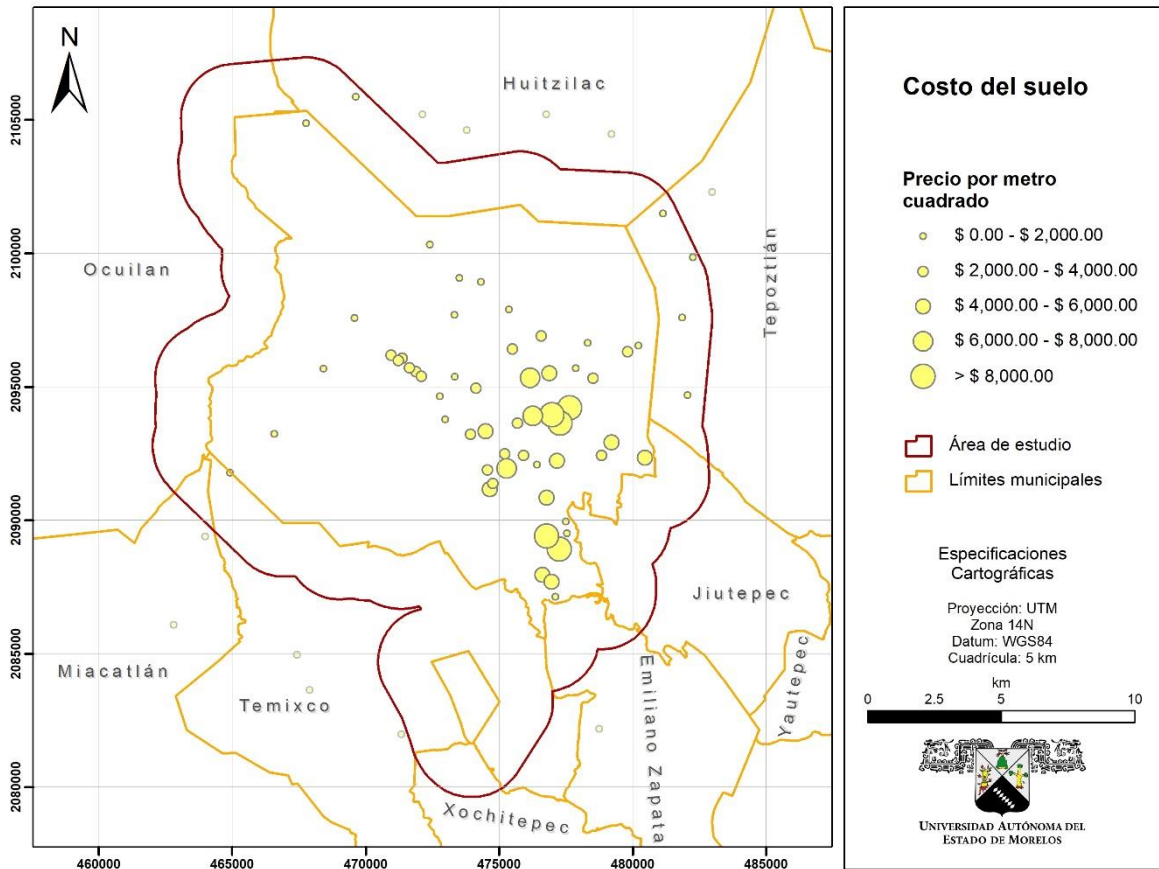 N
Huitzilac
Ocuilan
Tepoztlán
Jiutepec
Miacatlán
Temixco
Emiliano Zapata
Yautepec
Xochitepec
2105000
2100000
2095000
2090000
2085000
2080000
460000
465000
470000
475000
480000
485000
Costo del suelo
Precio por metro
cuadrado
$ 0.00 - $ 2,000.00
$ 2,000.00 - $ 4,000.00
$ 4,000.00 - $ 6,000.00
$ 6,000.00 - $ 8,000.00
> $ 8,000.00
Área de estudio
Límites municipales
Especificaciones
Cartográficas
Proyección: UTM
Zona 14N
Datum: WGS84
Cuadrícula: 5 km
km
0 2.5 5 10
UNIVERSIDAD AUTÓNOMA DEL
ESTADO DE MORELOS